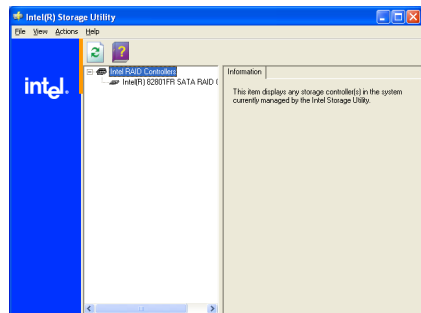 Intel(R) Storage Utility
File View Actions Help
intel.
Intel RAID Controllers
Intel(R) 82801FR SATA RAID C
Information
This item displays any storage controller(s) in the system
currently managed by the Intel Storage Utility.